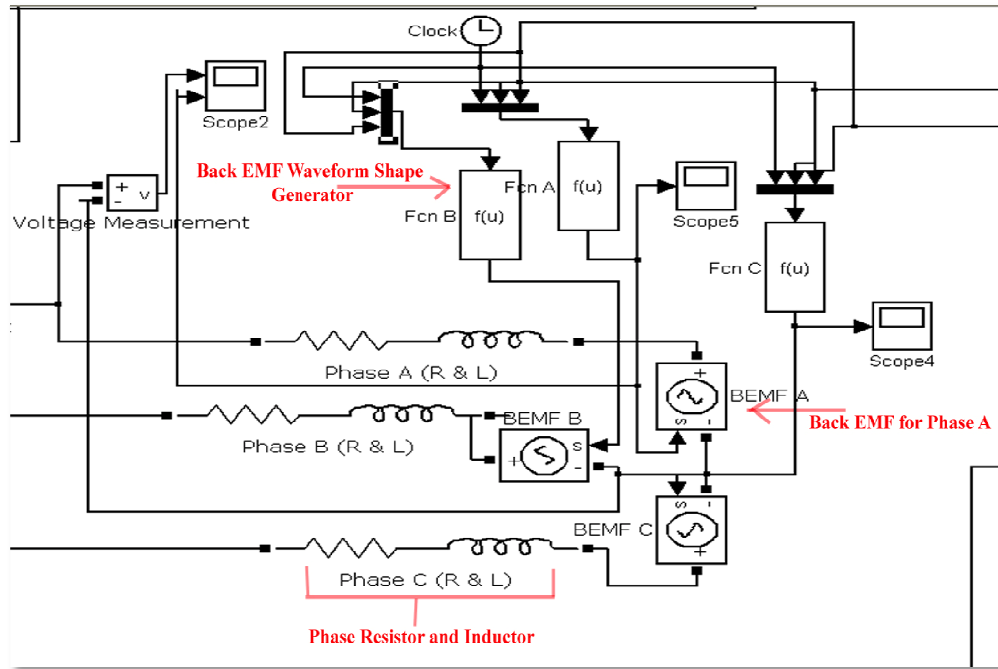 Clock
Scope2
Back EMF Waveform Shape
Generator
Fcn A
f(u)
Fcn B
f(u)
+
-
v
Voltage Measurement
Scope5
Fcn C
f(u)
Scope4
Phase A (R & L)
+
s
-
BEMF A
Back EMF for Phase A
BEMF B
s
+
-
Phase B (R & L)
s
-
BEMF C
+
Phase C (R & L)
Phase Resistor and Inductor